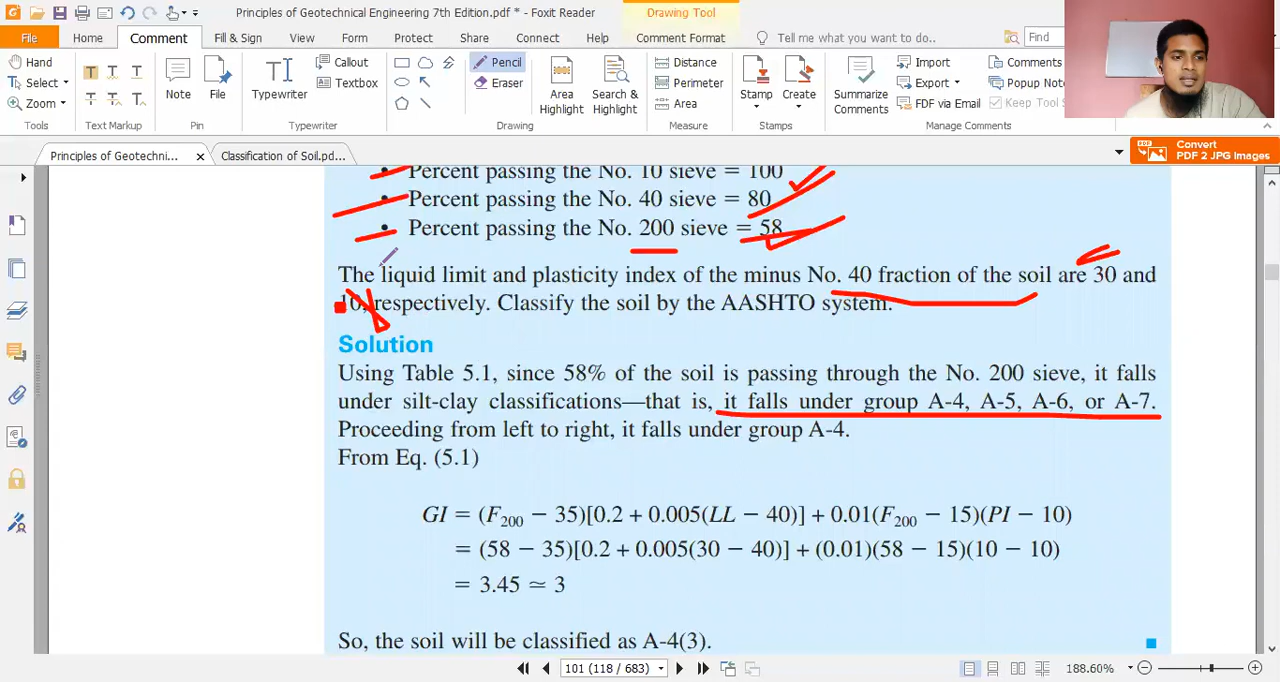 Principles of Geotechnical Engineering 7th Edition.pdf * - Foxit Reader
Drawing Tool
File Home Comment Fill & Sign View Form Protect Share Connect Help Comment Format Tell me what you want to do.. Find
Hand
Select
Zoom
Tools
T T T
T T T
Text Markup
Note
File
Pin
Typewriter
Callout
Textbox
Typewriter
Pencil
Eraser
Drawing
Area Highlight
Search & Highlight
Distance
Perimeter
Area
Measure
Stamp
Create
Stamps
Summarize Comments
Import
Export
FDF via Email
Comments
Popup Note
Keep Tool S
Manage Comments
Principles of Geotechni... x
Classification of Soil.pd...
Convert
PDF 2 JPG Images
• Percent passing the No. 10 sieve = 100
• Percent passing the No. 40 sieve = 80
• Percent passing the No. 200 sieve = 58
The liquid limit and plasticity index of the minus No. 40 fraction of the soil are 30 and
10, respectively. Classify the soil by the AASHTO system.
Solution
Using Table 5.1, since 58% of the soil is passing through the No. 200 sieve, it falls
under silt-clay classifications—that is, it falls under group A-4, A-5, A-6, or A-7.
Proceeding from left to right, it falls under group A-4.
From Eq. (5.1)
GI = (F200 − 35)[0.2 + 0.005(LL − 40)] + 0.01(F200 − 15)(PI − 10)
= (58 − 35)[0.2 + 0.005(30 − 40)] + (0.01)(58 − 15)(10 − 10)
= 3.45 ≃ 3
So, the soil will be classified as A-4(3).
101 (118 / 683)
188.60%